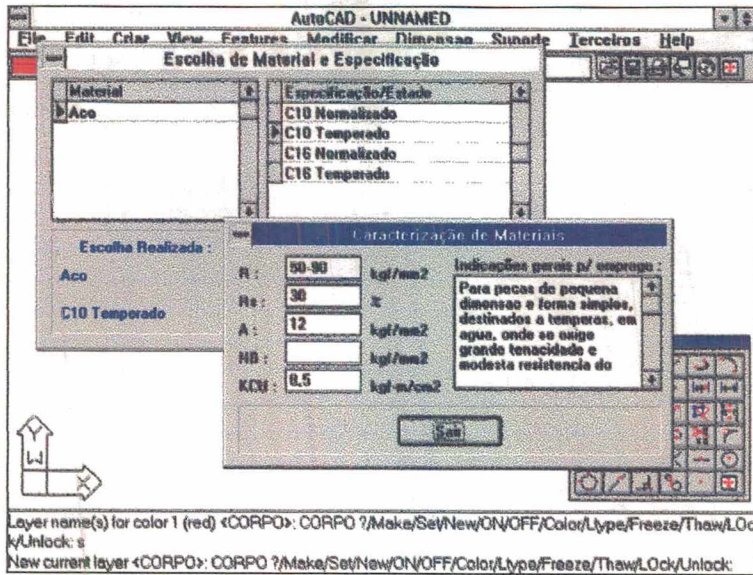 AutoCAD - UNNAMED
File Edit Criar View Features Modificar Dimensao Suporte Terceiros Help
Escolha de Material e Especificação
Material
Aco
Especificação/Estado
C10 Normalizado
C10 Temperado
C16 Normalizado
C16 Temperado
Escolha Realizada :
Aco
C10 Temperado
Caracterização de Materiais
R : 50-90 kgf/mm2
Rs : 30 %
A : 12 kgf/mm2
HB : kgf/mm2
KCU : 0,5 kgf-m/cm2
Indicações gerais p/ emprego :
Para pecas de pequena
dimensao e forma simples,
destinados a temperas, em
agua, onde se exige
grande tenacidade e
modesta resistencia do
Sair
Y
W
X
Layer name(s) for color 1 (red) <CORPO>: CORPO ?/Make/Set/New/ON/OFF/Color/Ltype/Freeze/Thaw/LOc
k/Unlock: s
New current layer <CORPO>: CORPO ?/Make/Set/New/ON/OFF/Color/Ltype/Freeze/Thaw/LOck/Unlock: